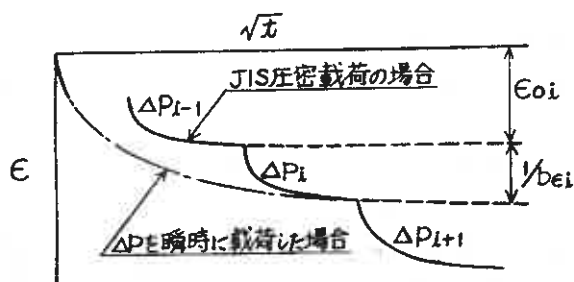 √t
JIS圧密載荷の場合
ΔPi-1
ε0i
ε
ΔPi
1/bεi
ΔPを瞬時に載荷した場合
ΔPi+1